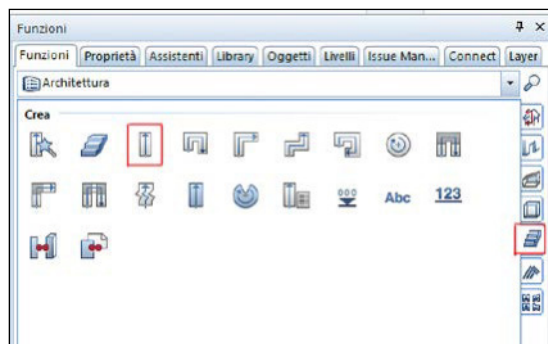 Funzioni
Funzioni Proprietà Assistenti Library Oggetti Livelli Issue Man... Connect Layer
Architettura
Crea
Abc 123